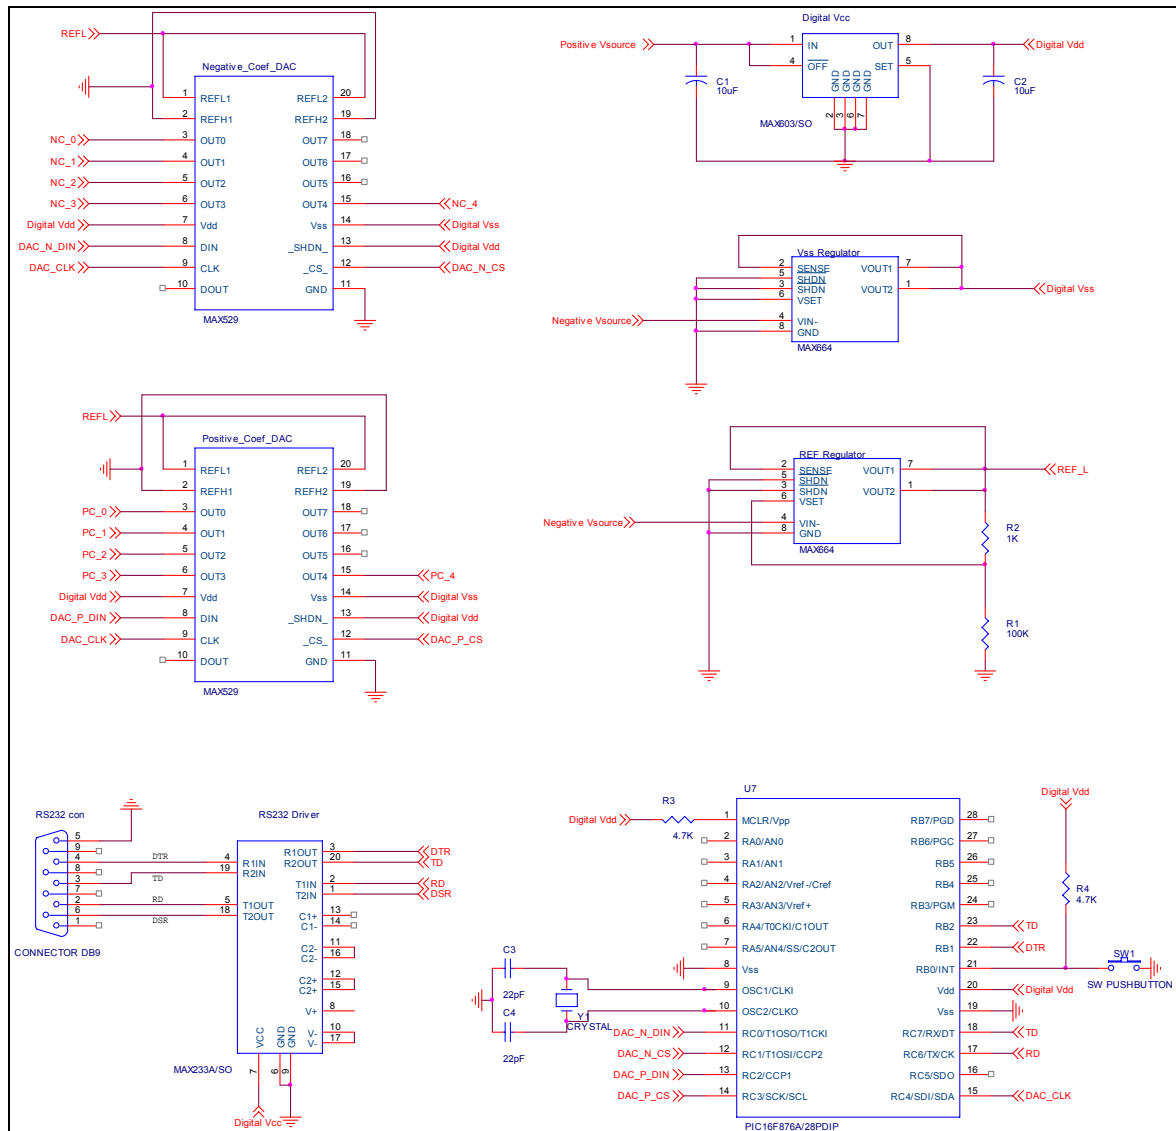 REFL
Negative_Coef_DAC
1 REFL1 REFL2 20
2 REFH1 REFH2 19
NC_0 3 OUT0 OUT7 18
NC_1 4 OUT1 OUT6 17
NC_2 5 OUT2 OUT5 16
NC_3 6 OUT3 OUT4 15 NC_4
Digital Vdd 7 Vdd Vss 14 Digital Vss
DAC_N_DIN 8 DIN _SHDN_ 13 Digital Vdd
DAC_CLK 9 CLK _CS_ 12 DAC_N_CS
10 DOUT GND 11
MAX529
Digital Vcc
Positive Vsource 1 IN OUT 8 Digital Vdd
4 OFF SET 5
GND GND GND GND
2 3 6 7
C1
10uF
C2
10uF
MAX603/SO
Vss Regulator
2 SENSE VOUT1 7
5 SHDN
3 SHDN VOUT2 1 Digital Vss
6 VSET
Negative Vsource 4 VIN-
8 GND
MAX664
REFL
Positive_Coef_DAC
1 REFL1 REFL2 20
2 REFH1 REFH2 19
PC_0 3 OUT0 OUT7 18
PC_1 4 OUT1 OUT6 17
PC_2 5 OUT2 OUT5 16
PC_3 6 OUT3 OUT4 15 PC_4
Digital Vdd 7 Vdd Vss 14 Digital Vss
DAC_P_DIN 8 DIN _SHDN_ 13 Digital Vdd
DAC_CLK 9 CLK _CS_ 12 DAC_P_CS
10 DOUT GND 11
MAX529
REF Regulator
2 SENSE VOUT1 7 REF_L
5 SHDN
3 SHDN VOUT2 1
6 VSET
Negative Vsource 4 VIN-
8 GND
MAX664
R2
1K
R1
100K
RS232 con
5
9
4 DTR
8
3 TD
7
2 RD
6 DSR
1
CONNECTOR DB9
RS232 Driver
R1OUT 3 DTR
4 R1IN R2OUT 20 TD
19 R2IN
T1IN 2 RD
T2IN 1 DSR
5 T1OUT
18 T2OUT C1+ 13
C1- 14
C2- 11
C2- 16
C2+ 12
C2+ 15
V+ 8
V- 10
V- 17
VCC GND GND
7 6 9
MAX233A/SO
Digital Vcc
U7
R3
Digital Vdd 4.7K 1 MCLR/Vpp RB7/PGD 28
2 RA0/AN0 RB6/PGC 27
3 RA1/AN1 RB5 26
4 RA2/AN2/Vref-/Cref RB4 25
5 RA3/AN3/Vref+ RB3/PGM 24
6 RA4/T0CKI/C1OUT RB2 23 TD
7 RA5/AN4/SS/C2OUT RB1 22 DTR
8 Vss RB0/INT 21
9 OSC1/CLKI Vdd 20 Digital Vdd
10 OSC2/CLKO Vss 19
DAC_N_DIN 11 RC0/T1OSO/T1CKI RC7/RX/DT 18 TD
DAC_N_CS 12 RC1/T1OSI/CCP2 RC6/TX/CK 17 RD
DAC_P_DIN 13 RC2/CCP1 RC5/SDO 16
DAC_P_CS 14 RC3/SCK/SCL RC4/SDI/SDA 15 DAC_CLK
PIC16F876A/28PDIP
C3
22pF
C4
22pF
Y1
CRYSTAL
Digital Vdd
R4
4.7K
SW1
SW PUSHBUTTON